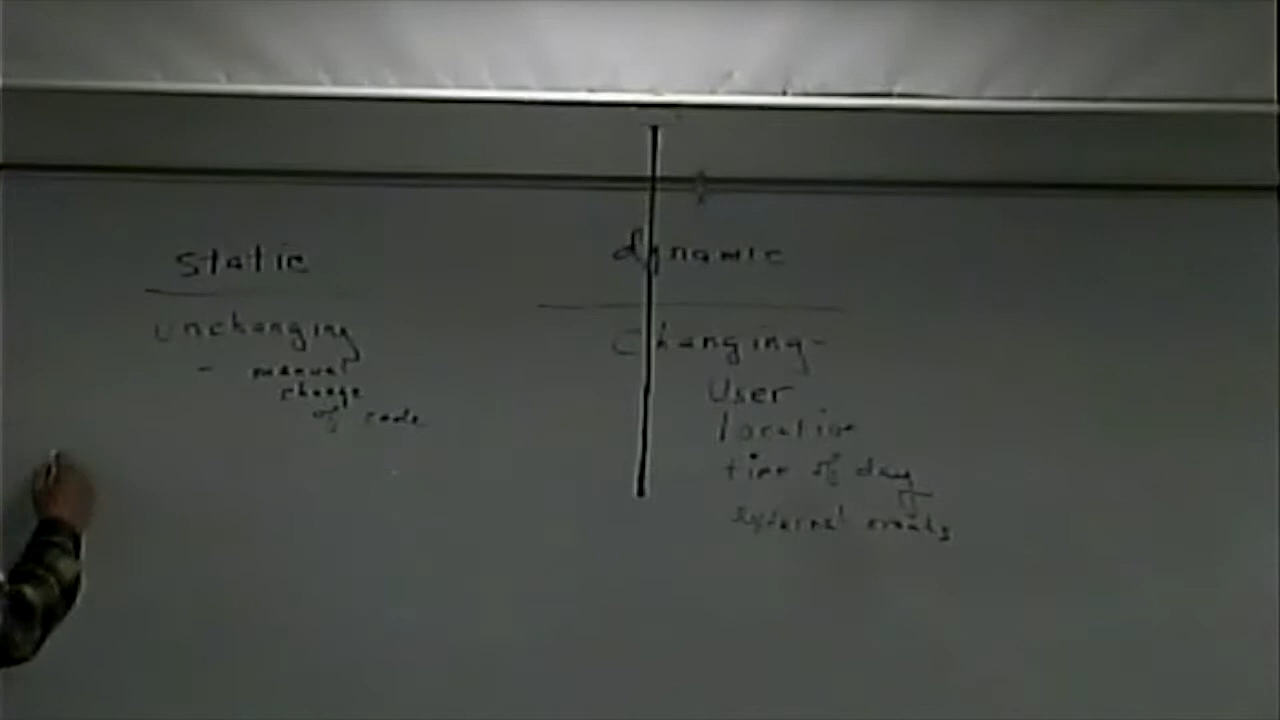 static
unchanging
- manual
change
of code
dynamic
Changing-
User
location
time of day
external events